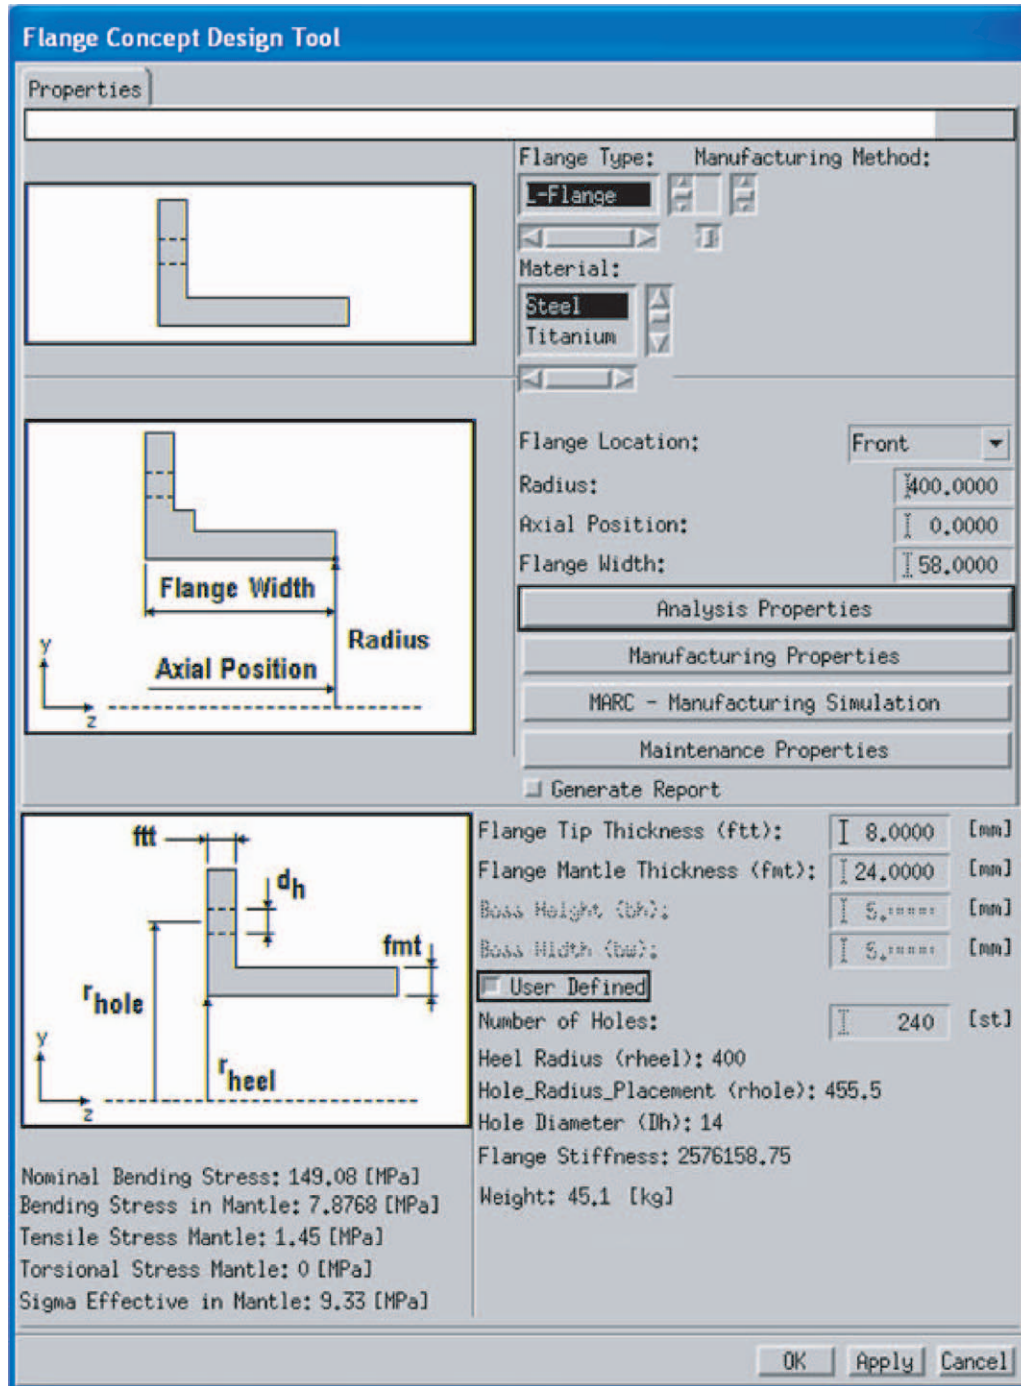 Flange Concept Design Tool
Properties
Flange Type:
Manufacturing Method:
L-Flange
Material:
Steel
Titanium
Flange Location:
Front
Radius:
400.0000
Axial Position:
0.0000
Flange Width:
58.0000
Flange Width
Radius
Axial Position
y
z
Analysis Properties
Manufacturing Properties
MARC - Manufacturing Simulation
Maintenance Properties
Generate Report
ftt
dh
fmt
rhole
rheel
y
z
Flange Tip Thickness (ftt): 8.0000 [mm]
Flange Mantle Thickness (fmt): 24.0000 [mm]
Boss Height (bh): [mm]
Boss Width (bw): [mm]
User Defined
Number of Holes: 240 [st]
Heel Radius (rheel): 400
Hole_Radius_Placement (rhole): 455.5
Hole Diameter (Dh): 14
Flange Stiffness: 2576158.75
Weight: 45.1 [kg]
Nominal Bending Stress: 149.08 [MPa]
Bending Stress in Mantle: 7.8768 [MPa]
Tensile Stress Mantle: 1.45 [MPa]
Torsional Stress Mantle: 0 [MPa]
Sigma Effective in Mantle: 9.33 [MPa]
OK
Apply
Cancel